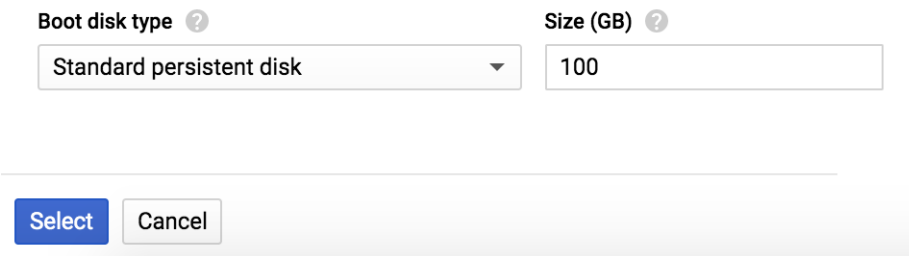 Boot disk type ? Size (GB) ?
Standard persistent disk 100
Select Cancel